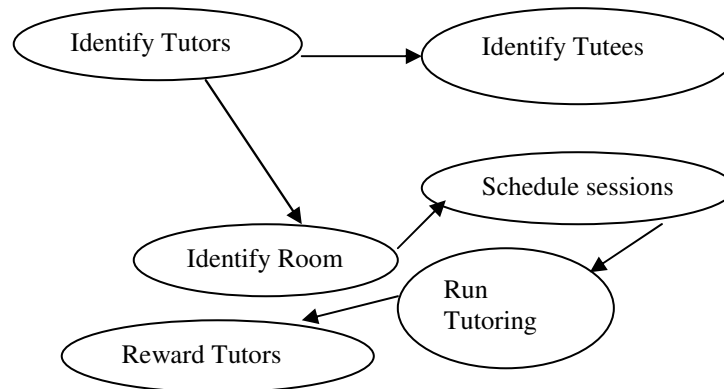 Identify Tutors
Identify Tutees
Schedule sessions
Identify Room
Run
Tutoring
Reward Tutors